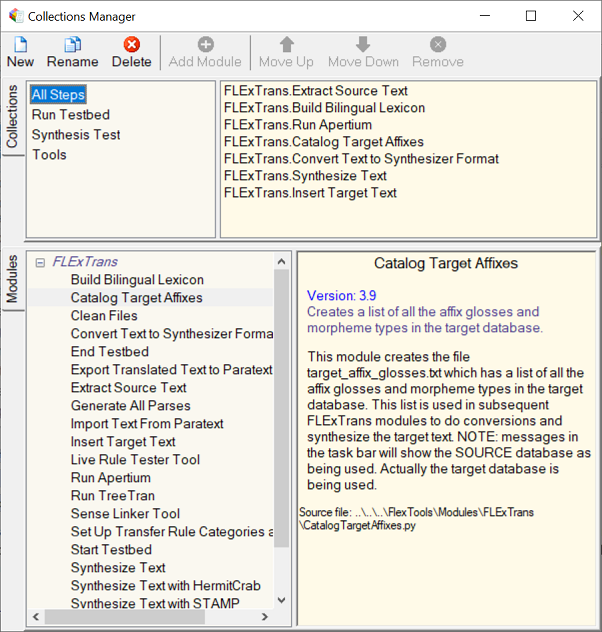 Collections Manager
New Rename Delete Add Module Move Up Move Down Remove
Collections
All Steps
Run Testbed
Synthesis Test
Tools
FLExTrans.Extract Source Text
FLExTrans.Build Bilingual Lexicon
FLExTrans.Run Apertium
FLExTrans.Catalog Target Affixes
FLExTrans.Convert Text to Synthesizer Format
FLExTrans.Synthesize Text
FLExTrans.Insert Target Text
Modules
FLExTrans
Build Bilingual Lexicon
Catalog Target Affixes
Clean Files
Convert Text to Synthesizer Forma
End Testbed
Export Translated Text to Paratext
Extract Source Text
Generate All Parses
Import Text From Paratext
Insert Target Text
Live Rule Tester Tool
Run Apertium
Run TreeTran
Sense Linker Tool
Set Up Transfer Rule Categories a
Start Testbed
Synthesize Text
Synthesize Text with HermitCrab
Synthesize Text with STAMP
Catalog Target Affixes
Version: 3.9
Creates a list of all the affix glosses and
morpheme types in the target database.
This module creates the file
target_affix_glosses.txt which has a list of all the
affix glosses and morpheme types in the target
database. This list is used in subsequent
FLExTrans modules to do conversions and
synthesize the target text. NOTE: messages in
the task bar will show the SOURCE database as
being used. Actually the target database is
being used.
Source file: ..\..\..\FlexTools\Modules\FLExTrans
\CatalogTargetAffixes.py